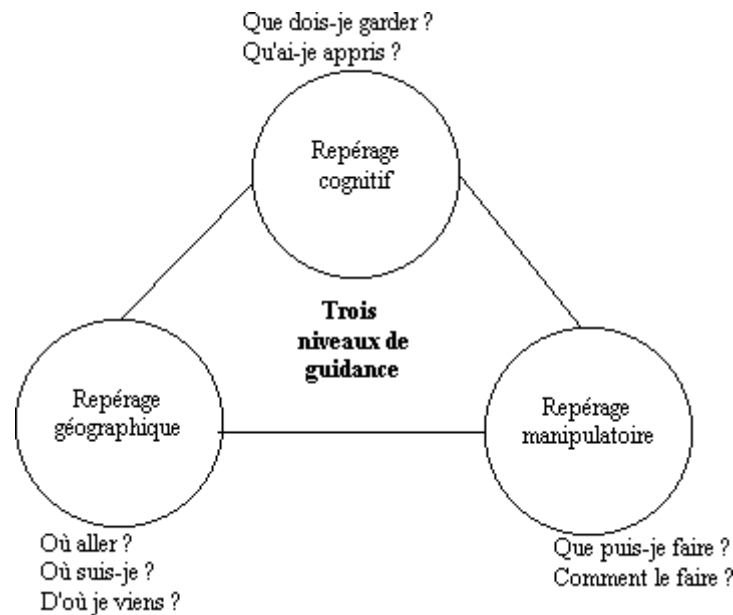 Que dois-je garder ?
Qu'ai-je appris ?
Repérage
cognitif
Trois
niveaux de
guidance
Repérage
géographique
Repérage
manipulatoire
Où aller ?
Où suis-je ?
D'où je viens ?
Que puis-je faire ?
Comment le faire ?